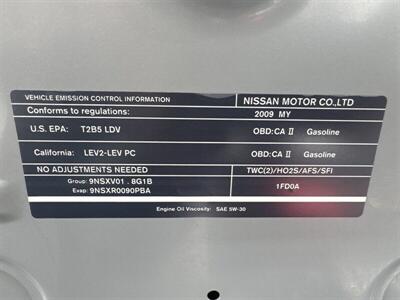 VEHICLE EMISSION CONTROL INFORMATION NISSAN MOTOR CO.,LTD
Conforms to regulations: 2009 MY
U.S. EPA: T2B5 LDV OBD:CA II Gasoline
California: LEV2-LEV PC OBD:CA II Gasoline
NO ADJUSTMENTS NEEDED TWC(2)/HO2S/AFS/SFI
Group: 9NSXV01.8G1B 1FD0A
Evap: 9NSXR0090PBA
Engine Oil Viscosity: SAE 5W-30